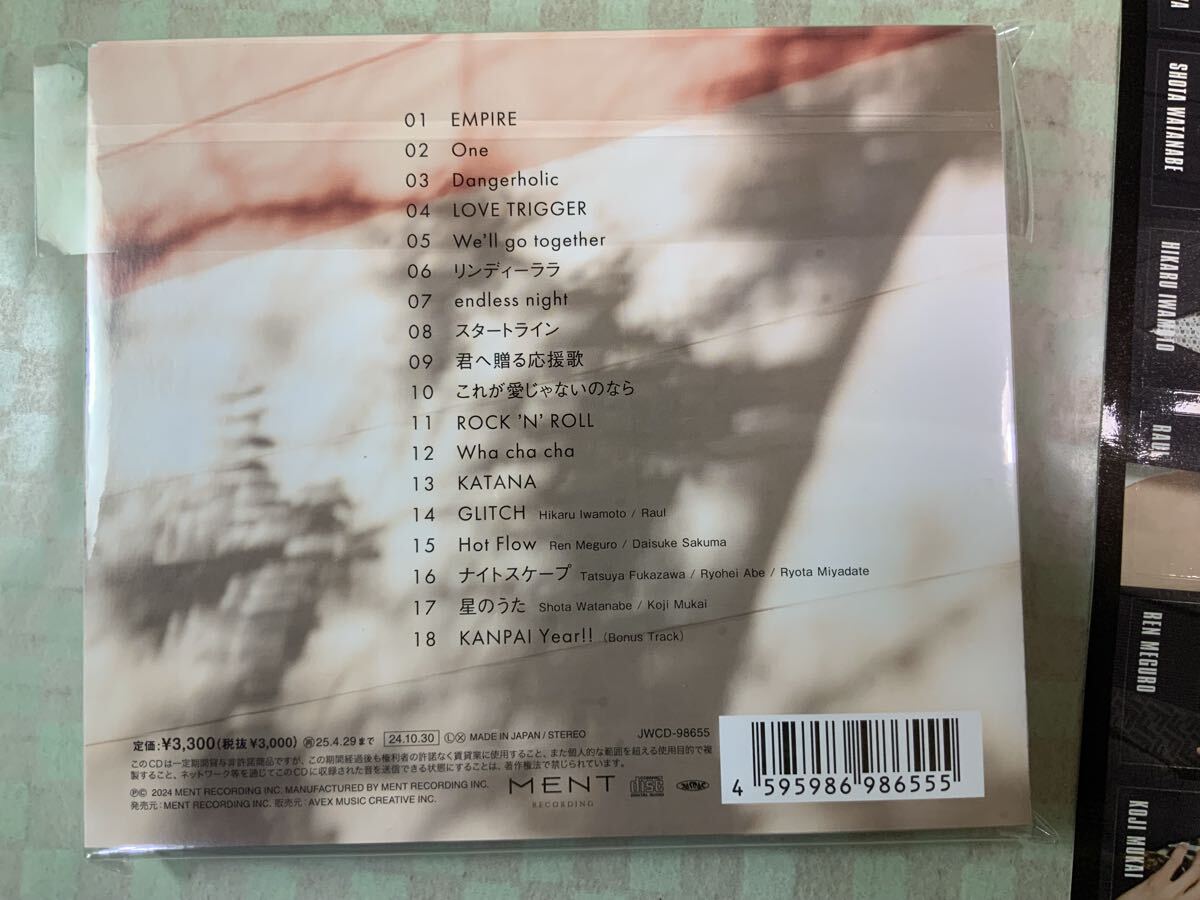 01 EMPIRE
02 One
03 Dangerholic
04 LOVE TRIGGER
05 We'll go together
06 リンディーララ
07 endless night
08 スタートライン
09 君へ贈る応援歌
10 これが愛じゃないのなら
11 ROCK 'N' ROLL
12 Wha cha cha
13 KATANA
14 GLITCH Hikaru Iwamoto / Raul
15 Hot Flow Ren Meguro / Daisuke Sakuma
16 ナイトスケープ Tatsuya Fukazawa / Ryohei Abe / Ryota Miyadate
17 星のうた Shota Watanabe / Koji Mukai
18 KANPAI Year!! (Bonus Track)
定価:¥3,300(税抜¥3,000) 再25.4.29まで 24.10.30 Ⓛ MADE IN JAPAN / STEREO JWCD-98655
このCDは一定期間貸与非許諾商品ですが、この期間経過後も権利者の許諾なく賃貸業に使用すること、また個人的な範囲を超える使用目的で複
製すること、ネットワーク等を通じてこのCDに収録された音を送信できる状態にすることは、著作権法で禁じられています。
℗© 2024 MENT RECORDING INC. MANUFACTURED BY MENT RECORDING INC.
発売元:MENT RECORDING INC. 販売元:AVEX MUSIC CREATIVE INC.
MENT
RECORDING
COMPACT
disc
DIGITAL AUDIO
4 595986 986555
SHOTA WATANABE
HIKARU IWAMOTO
RAUL
REN MEGURO
KOJI MUKAI